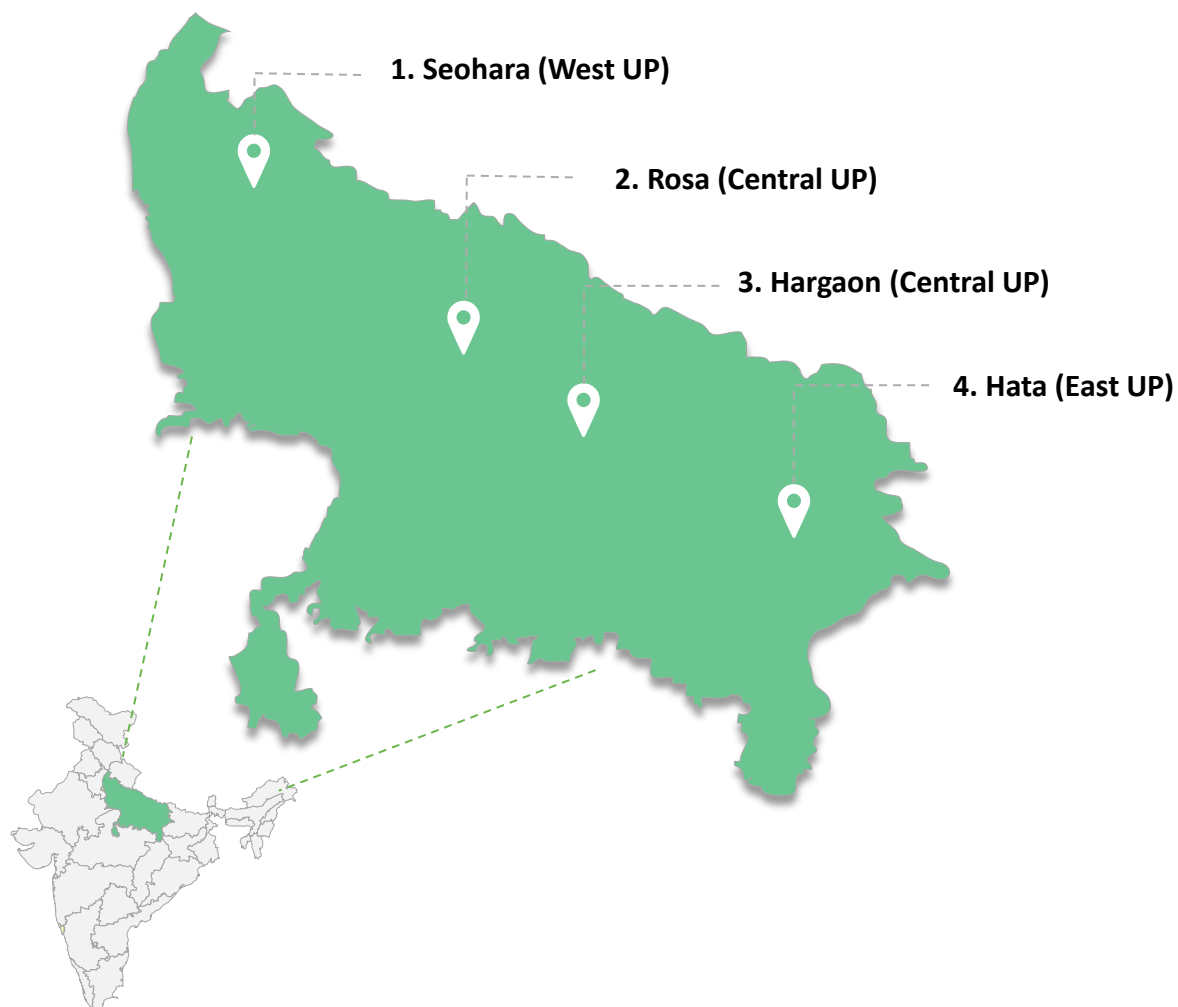 1. Seohara (West UP)
2. Rosa (Central UP)
3. Hargaon (Central UP)
4. Hata (East UP)